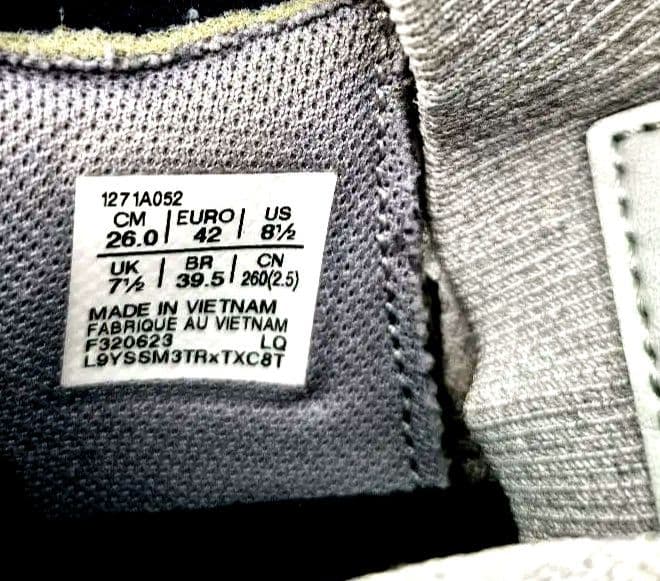 1271A052
CM | EURO | US
26.0 | 42 | 8½
UK | BR | CN
7½ | 39.5 | 260(2.5)
MADE IN VIETNAM
FABRIQUE AU VIETNAM
F320623 LQ
L9YSSM3TRxTXC8T